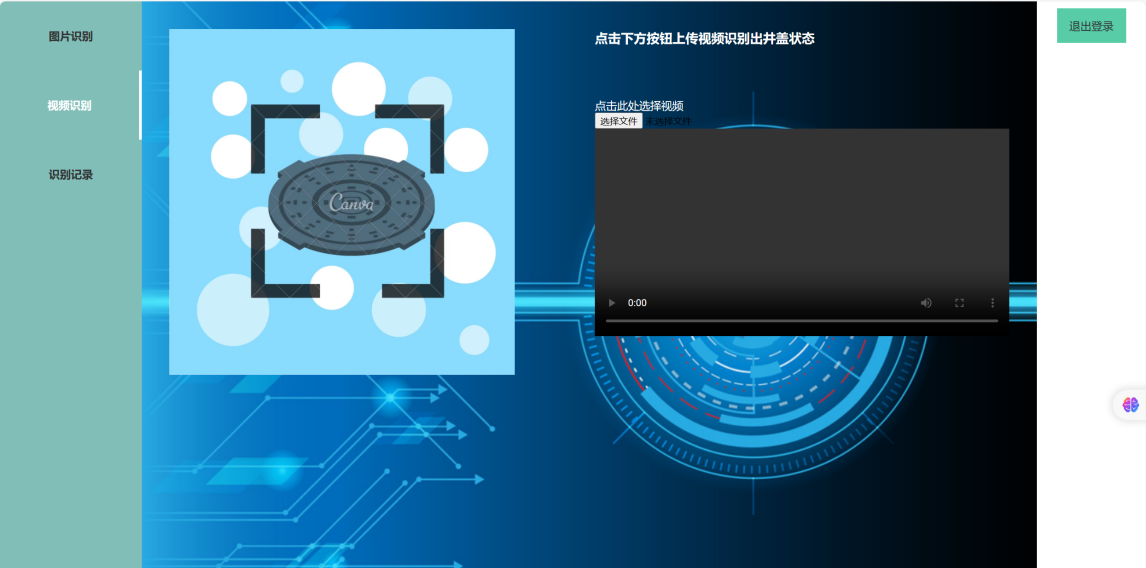 图片识别
视频识别
识别记录
Canva
点击下方按钮上传视频识别出井盖状态
点击此处选择视频
选择文件 未选择文件
0:00
退出登录